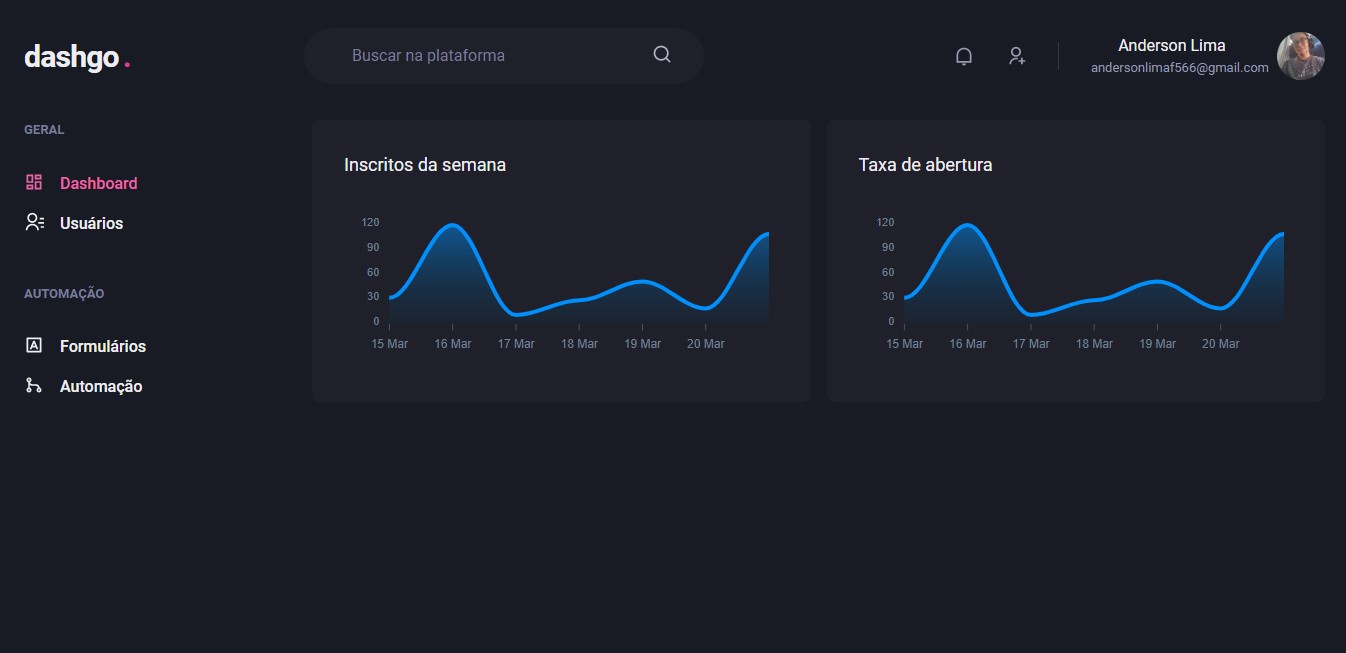 dashgo.
Buscar na plataforma
Anderson Lima
andersonlimaf566@gmail.com
GERAL
Dashboard
Usuários
AUTOMAÇÃO
Formulários
Automação
Inscritos da semana
120
90
60
30
0
15 Mar 16 Mar 17 Mar 18 Mar 19 Mar 20 Mar
Taxa de abertura
120
90
60
30
0
15 Mar 16 Mar 17 Mar 18 Mar 19 Mar 20 Mar